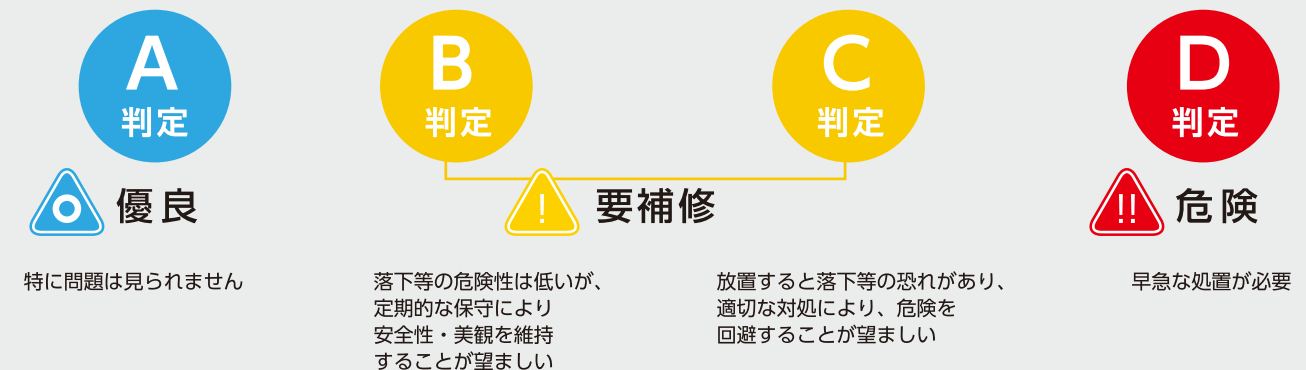 A
判定
B
判定
C
判定
D
判定
優良
!
要補修
!!
危険
特に問題は見られません
落下等の危険性は低いが、
定期的な保守により
安全性・美観を維持
することが望ましい
放置すると落下等の恐れがあり、
適切な対処により、危険を
回避することが望ましい
早急な処置が必要